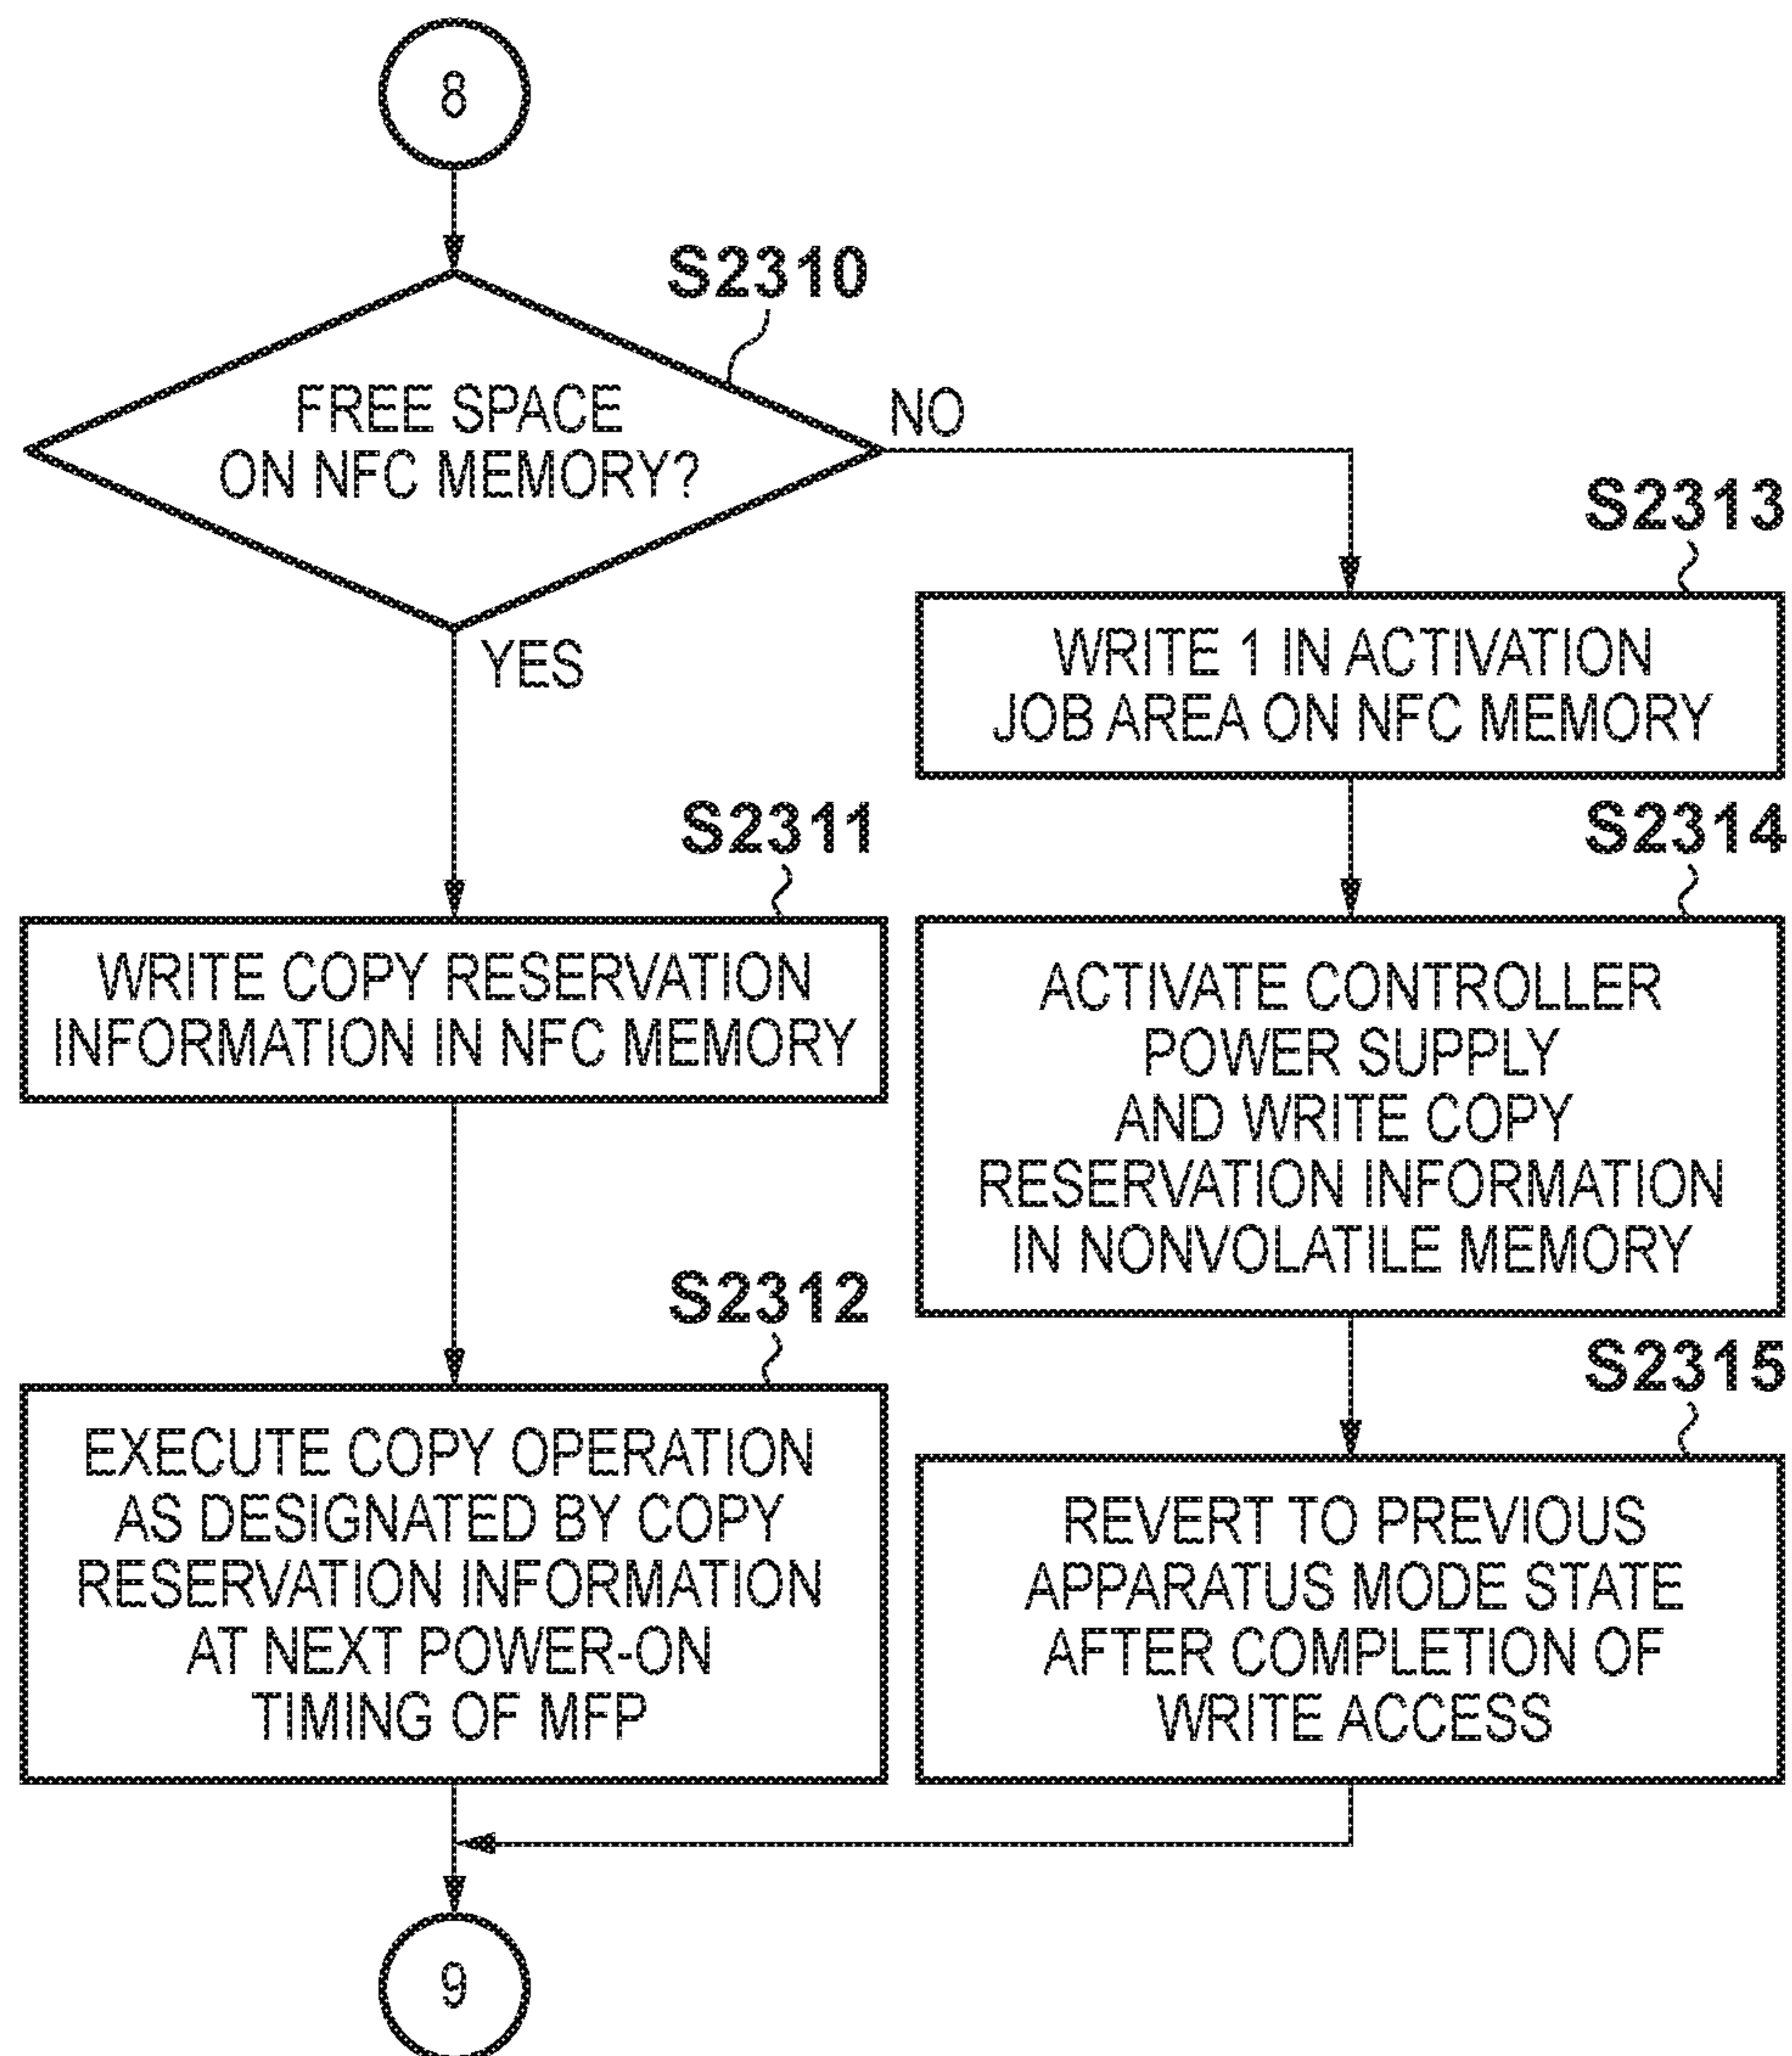 8
S2310
FREE SPACE
ON NFC MEMORY?
NO
YES
S2313
WRITE 1 IN ACTIVATION
JOB AREA ON NFC MEMORY
S2311
WRITE COPY RESERVATION
INFORMATION IN NFC MEMORY
S2314
ACTIVATE CONTROLLER
POWER SUPPLY
AND WRITE COPY
RESERVATION INFORMATION
IN NONVOLATILE MEMORY
S2312
EXECUTE COPY OPERATION
AS DESIGNATED BY COPY
RESERVATION INFORMATION
AT NEXT POWER-ON
TIMING OF MFP
S2315
REVERT TO PREVIOUS
APPARATUS MODE STATE
AFTER COMPLETION OF
WRITE ACCESS
9